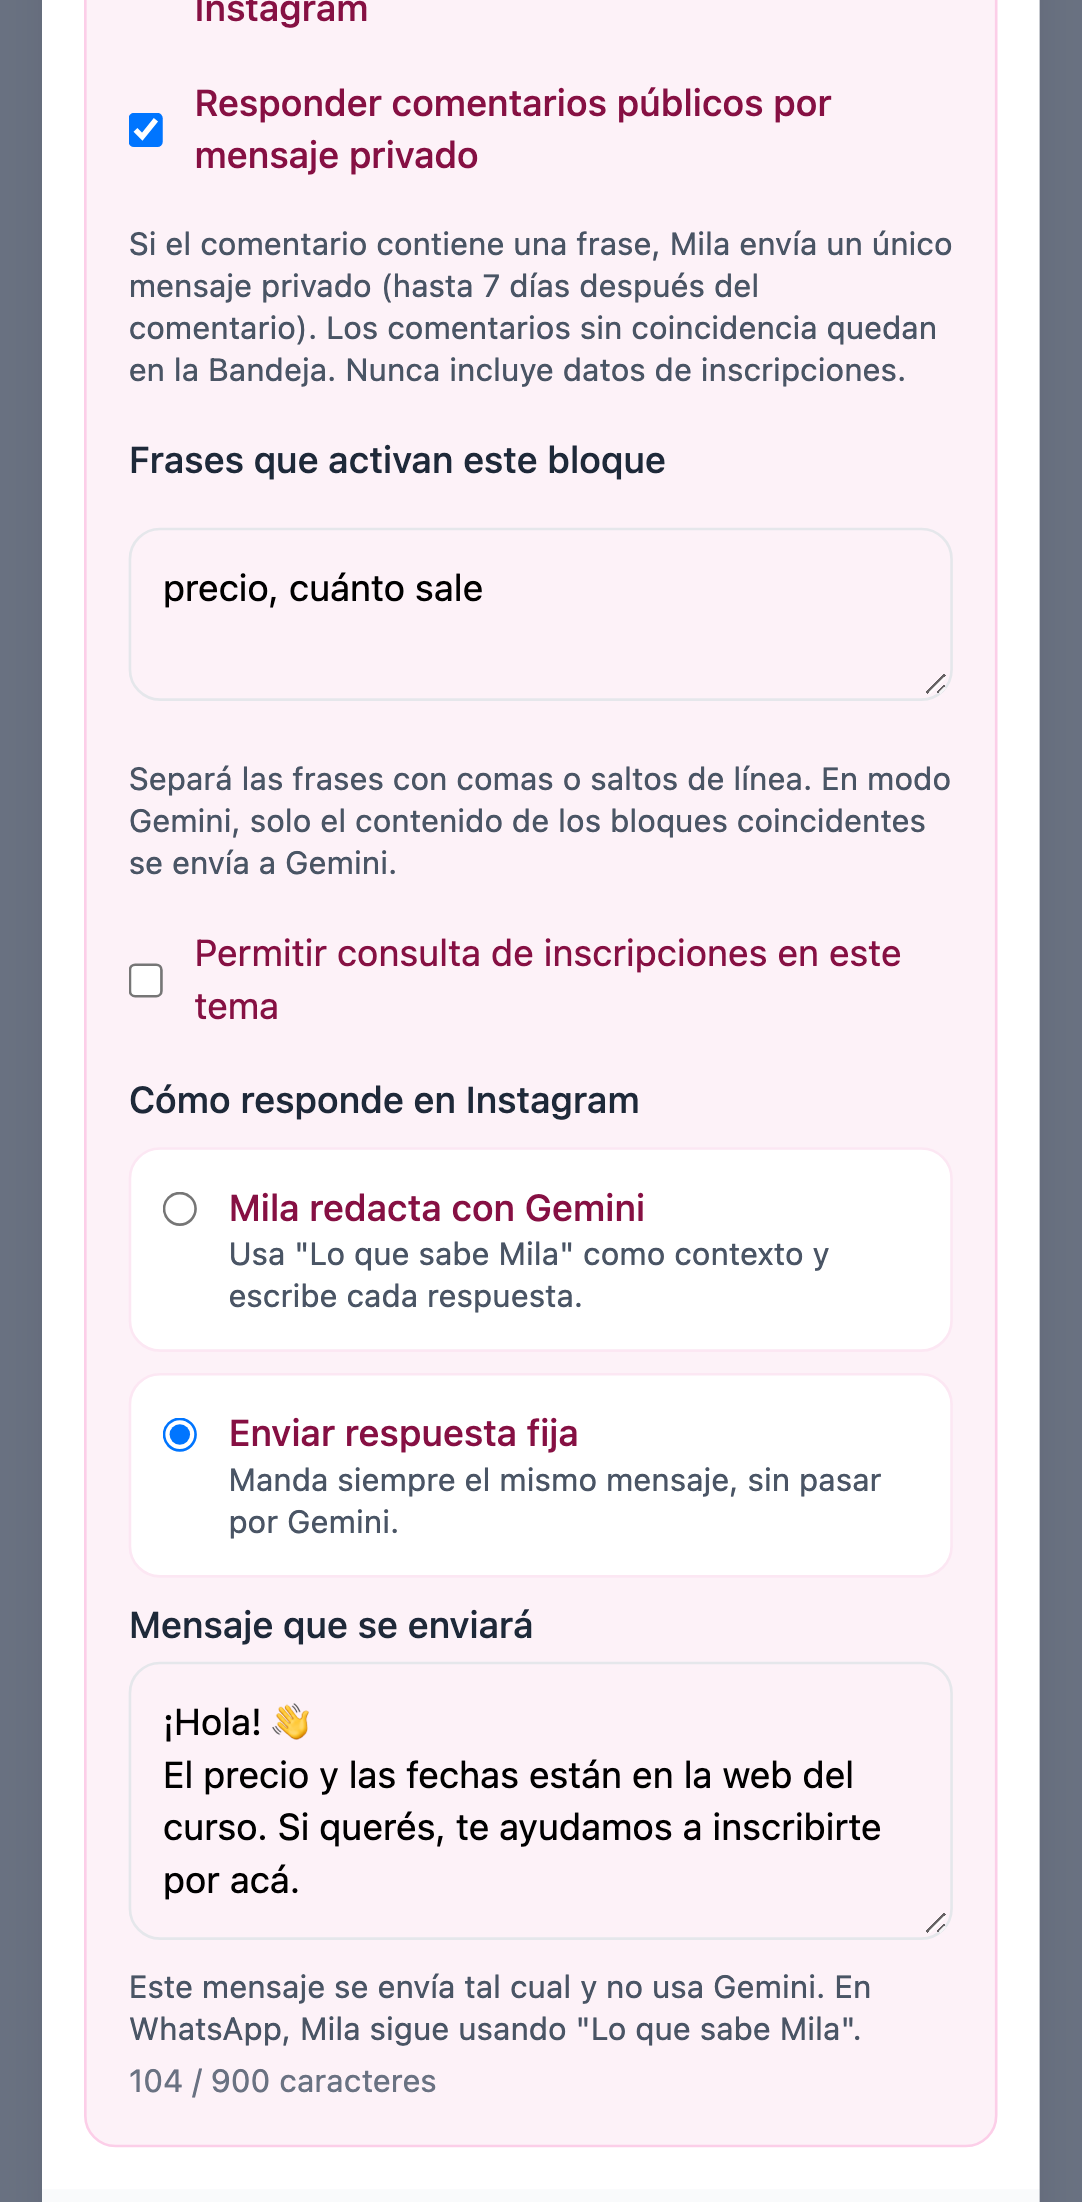 Instagram
Responder comentarios públicos por
mensaje privado
Si el comentario contiene una frase, Mila envía un único
mensaje privado (hasta 7 días después del
comentario). Los comentarios sin coincidencia quedan
en la Bandeja. Nunca incluye datos de inscripciones.
Frases que activan este bloque
precio, cuánto sale
Separá las frases con comas o saltos de línea. En modo
Gemini, solo el contenido de los bloques coincidentes
se envía a Gemini.
Permitir consulta de inscripciones en este
tema
Cómo responde en Instagram
Mila redacta con Gemini
Usa "Lo que sabe Mila" como contexto y
escribe cada respuesta.
Enviar respuesta fija
Manda siempre el mismo mensaje, sin pasar
por Gemini.
Mensaje que se enviará
¡Hola! 👋
El precio y las fechas están en la web del
curso. Si querés, te ayudamos a inscribirte
por acá.
Este mensaje se envía tal cual y no usa Gemini. En
WhatsApp, Mila sigue usando "Lo que sabe Mila".
104 / 900 caracteres